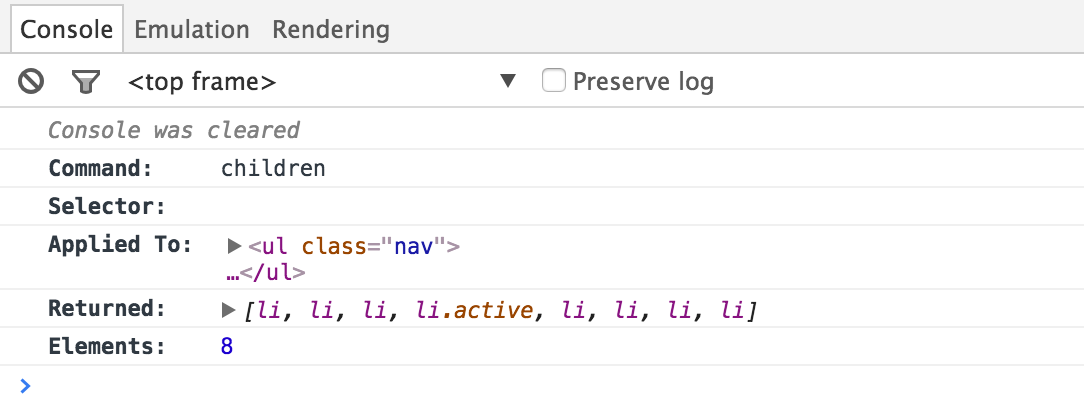 Console Emulation Rendering
<top frame> ▼ Preserve log
Console was cleared
Command: children
Selector:
Applied To: ▶<ul class="nav">
…</ul>
Returned: ▶[li, li, li, li.active, li, li, li, li]
Elements: 8
>